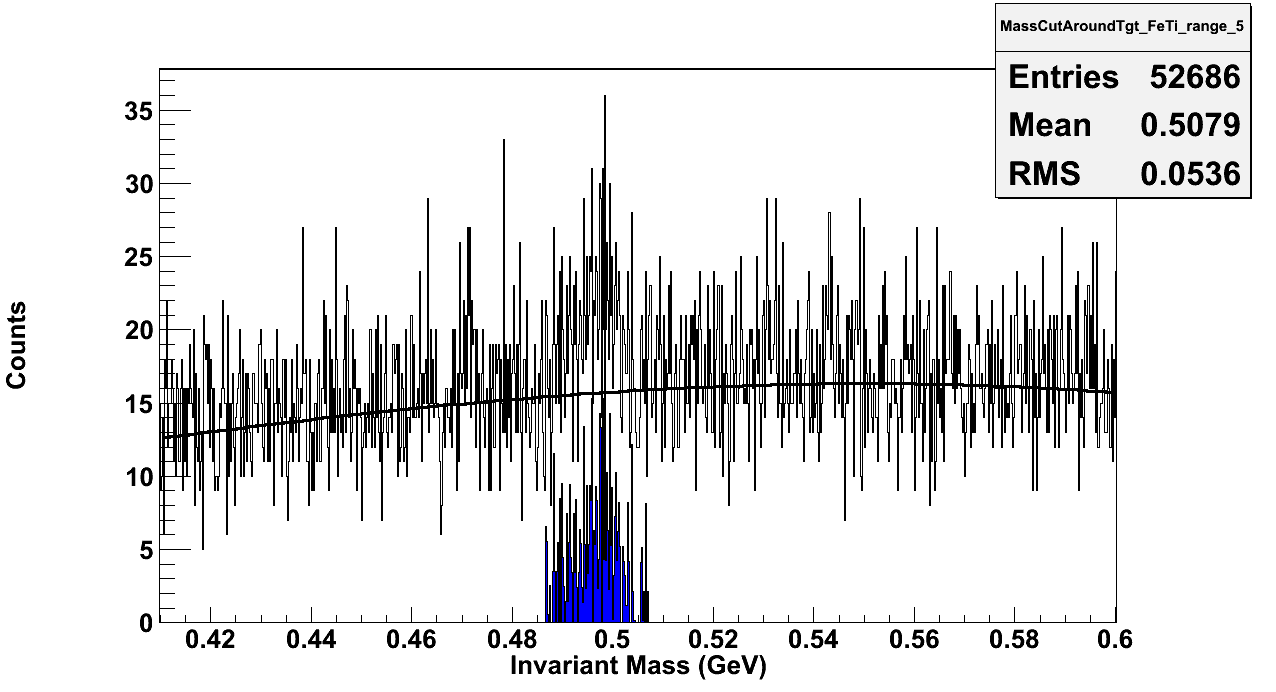 MassCutAroundTgt_FeTi_range_5
Entries 52686
Mean 0.5079
RMS 0.0536
Counts
35
30
25
20
15
10
5
0
0.42 0.44 0.46 0.48 0.5 0.52 0.54 0.56 0.58 0.6
Invariant Mass (GeV)